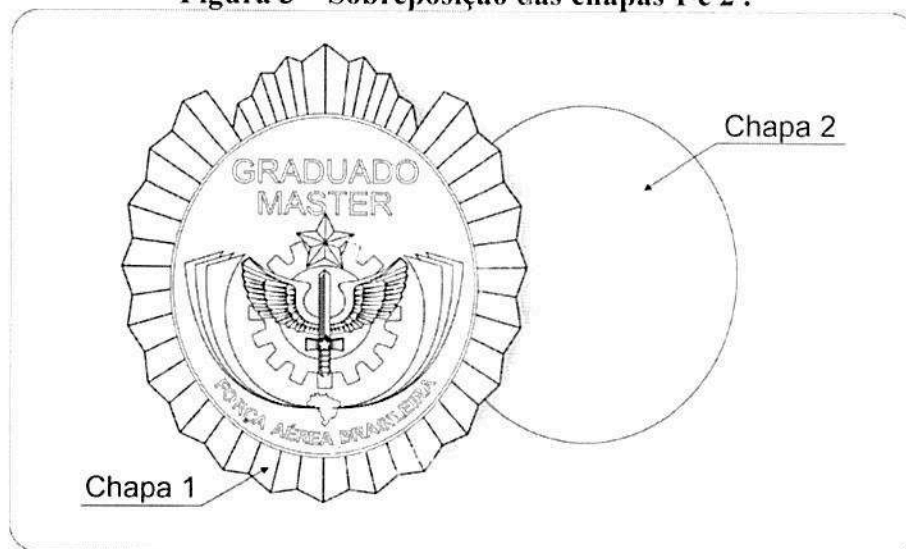 Figura 3 – Sobreposição das chapas 1 e 2 .
Chapa 2
GRADUADO
MASTER
FORÇA AÉREA BRASILEIRA
Chapa 1